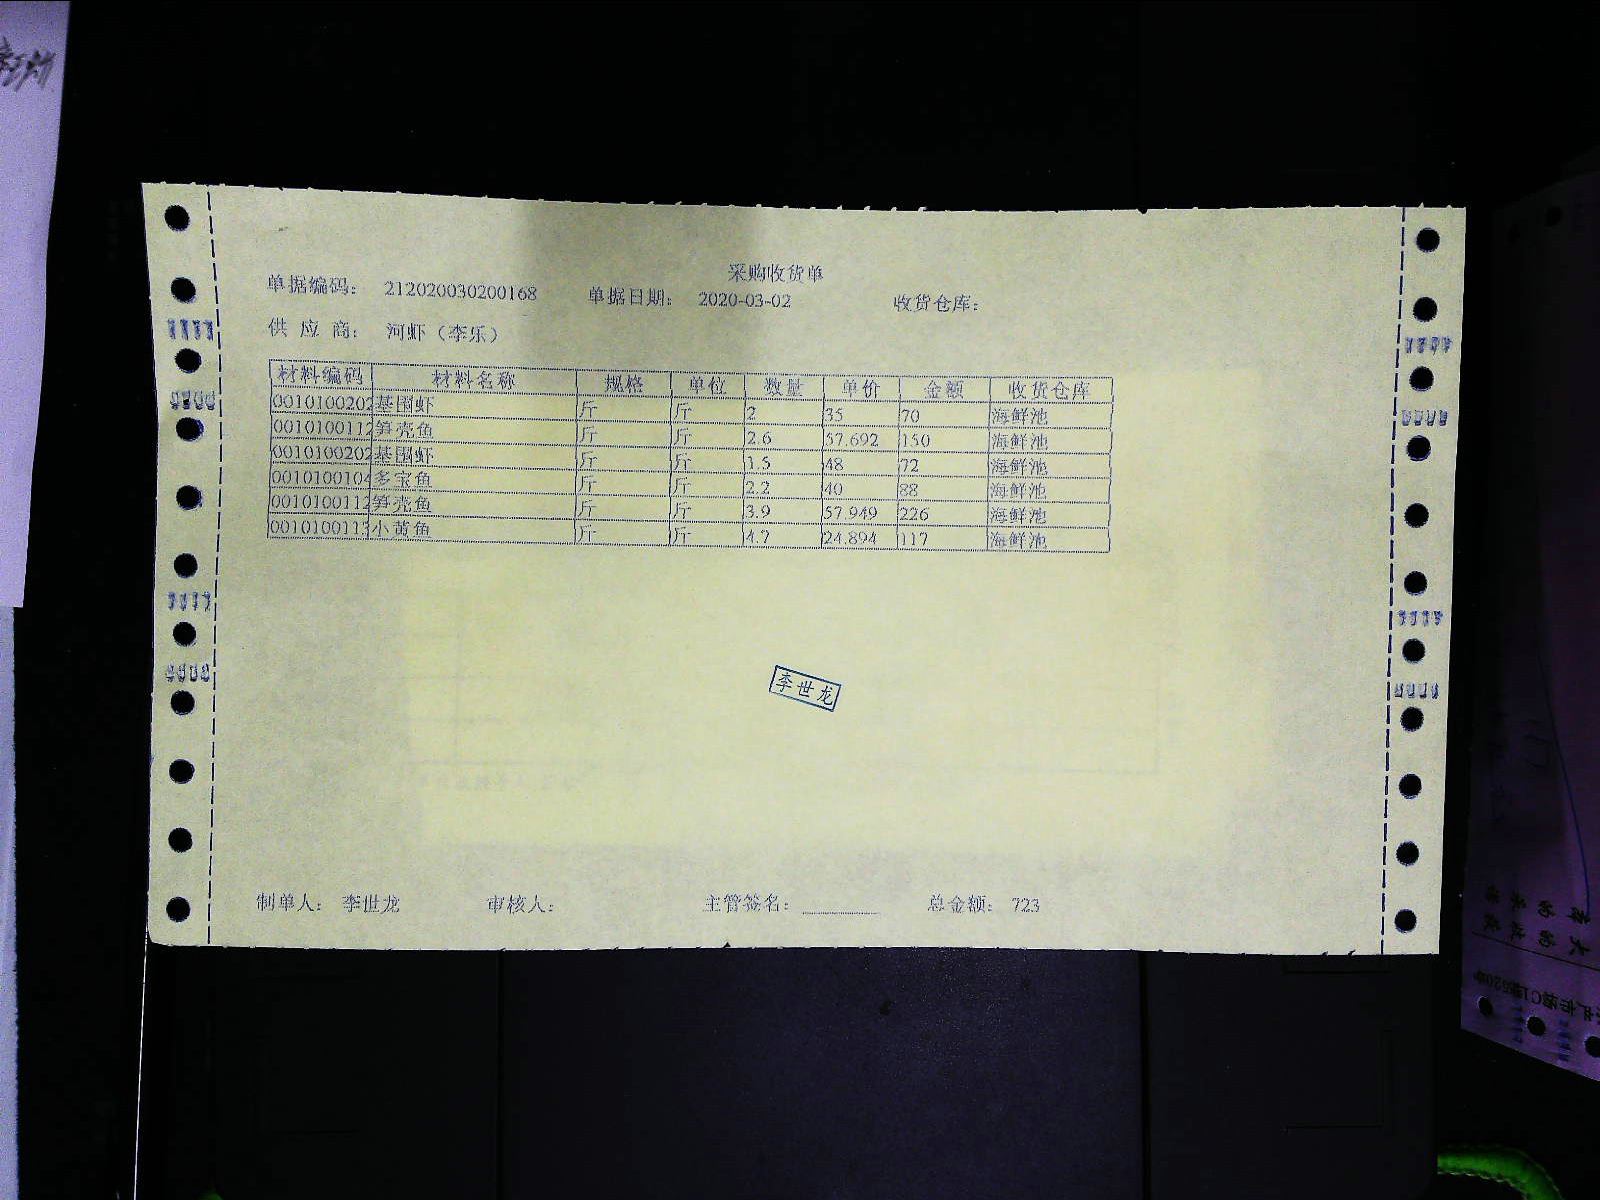 采购收货单
单据编码: 212020030200168 单据日期: 2020-03-02 收货仓库:
供 应 商: 河虾（李乐）
材料编码 材料名称 规格 单位 数量 单价 金额 收货仓库
0010100202 基围虾 斤 斤 2 35 70 海鲜池
0010100112 笋壳鱼 斤 斤 2.6 57.692 150 海鲜池
0010100202 基围虾 斤 斤 1.5 48 72 海鲜池
0010100104 多宝鱼 斤 斤 2.2 40 88 海鲜池
0010100112 笋壳鱼 斤 斤 3.9 57.949 226 海鲜池
001010011 小黄鱼 斤 斤 4.7 24.894 117 海鲜池
李世龙
制单人: 李世龙 审核人: 主管签名: 总金额: 723